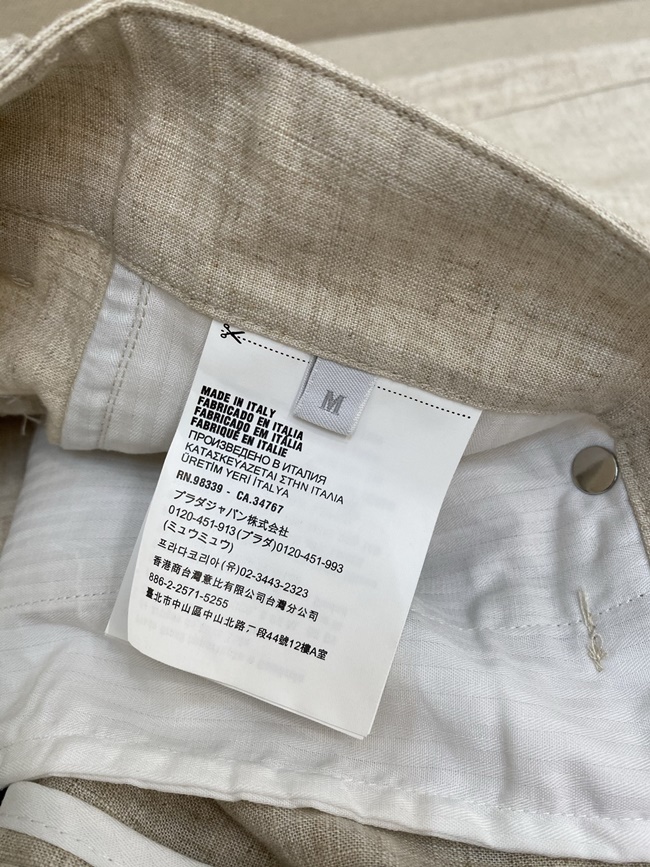 M
MADE IN ITALY
FABRICADO EN ITALIA
FABRICADO EM ITÁLIA
FABRIQUÉ EN ITALIE
ПРОИЗВЕДЕНО В ИТАЛИЯ
ΚΑΤΑΣΚΕΥΑΖΕΤΑΙ ΣΤΗΝ ΙΤΑΛΙΑ
ÜRETİM YERİ İTALYA
RN.98339 - CA.34767
プラダジャパン株式会社
0120-451-913(プラダ)0120-451-993
(ミュウミュウ)
프라다코리아(유)02-3443-2323
香港商台灣意比有限公司台灣分公司
886-2-2571-5255
臺北市中山區中山北路二段44號12樓A室